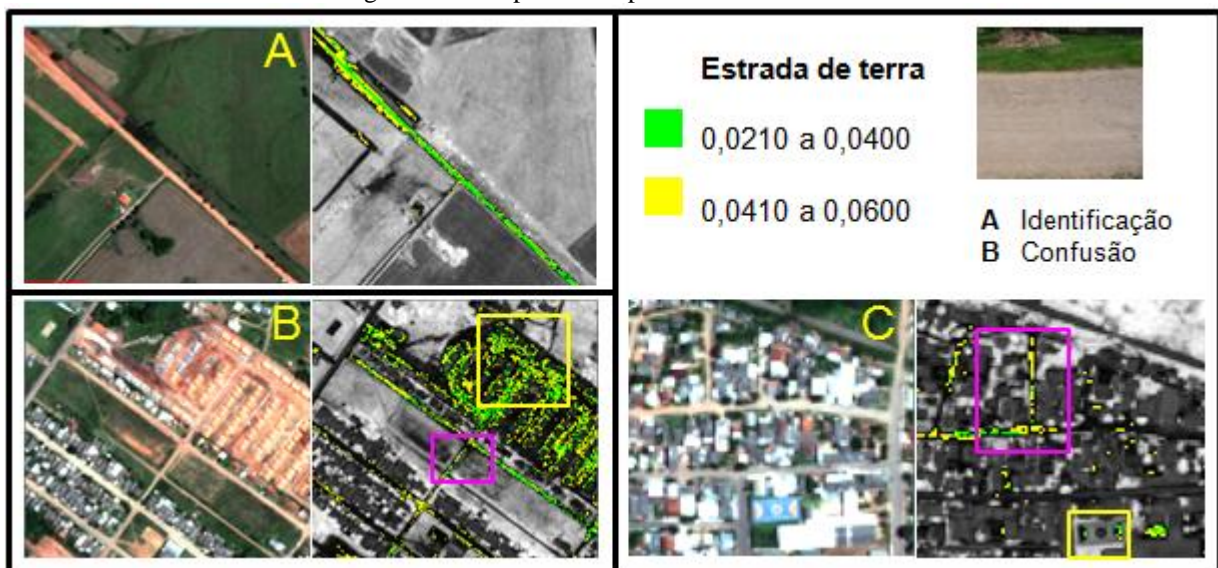 A
Estrada de terra
0,0210 a 0,0400
0,0410 a 0,0600
A Identificação
B Confusão
B
C